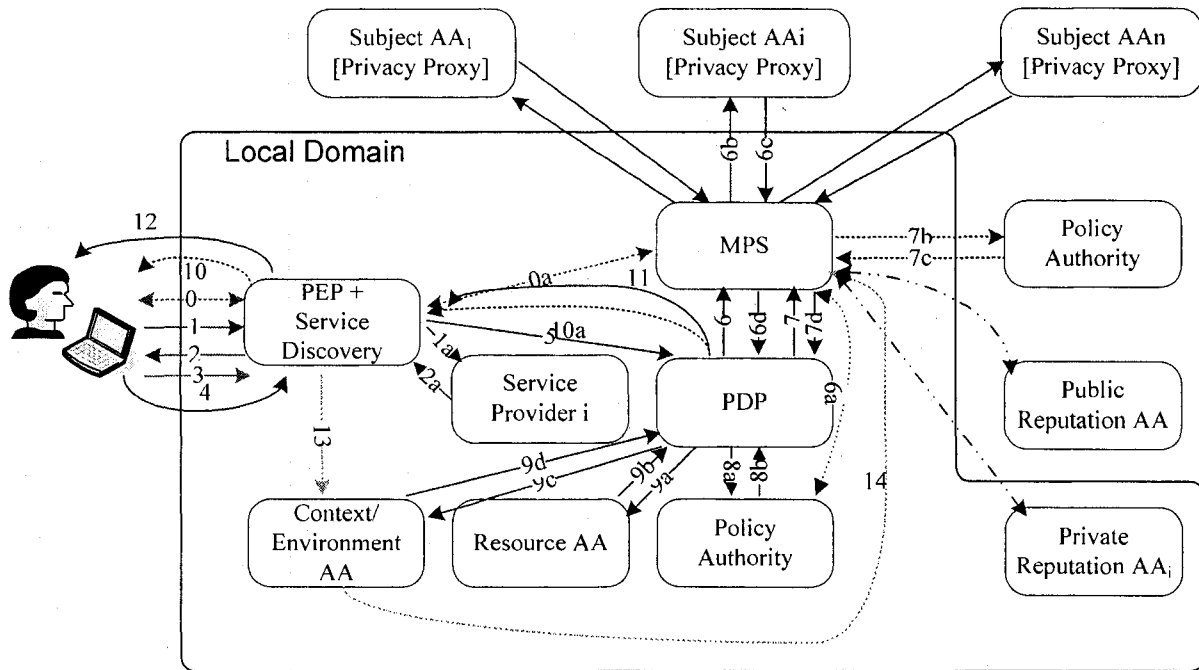 Subject AA1
[Privacy Proxy]
Subject AAi
[Privacy Proxy]
Subject AAn
[Privacy Proxy]
Local Domain
6b
6c
12
MPS
7b
7c
Policy
Authority
10
0
1
2
3
4
PEP +
Service
Discovery
0a
11
10a
5
1a
2a
6
6d
7
7d
Service
Provider i
PDP
6a
Public
Reputation AA
13
9d
9c
9b
9a
8a
8b
14
Context/
Environment
AA
Resource AA
Policy
Authority
Private
Reputation AAi